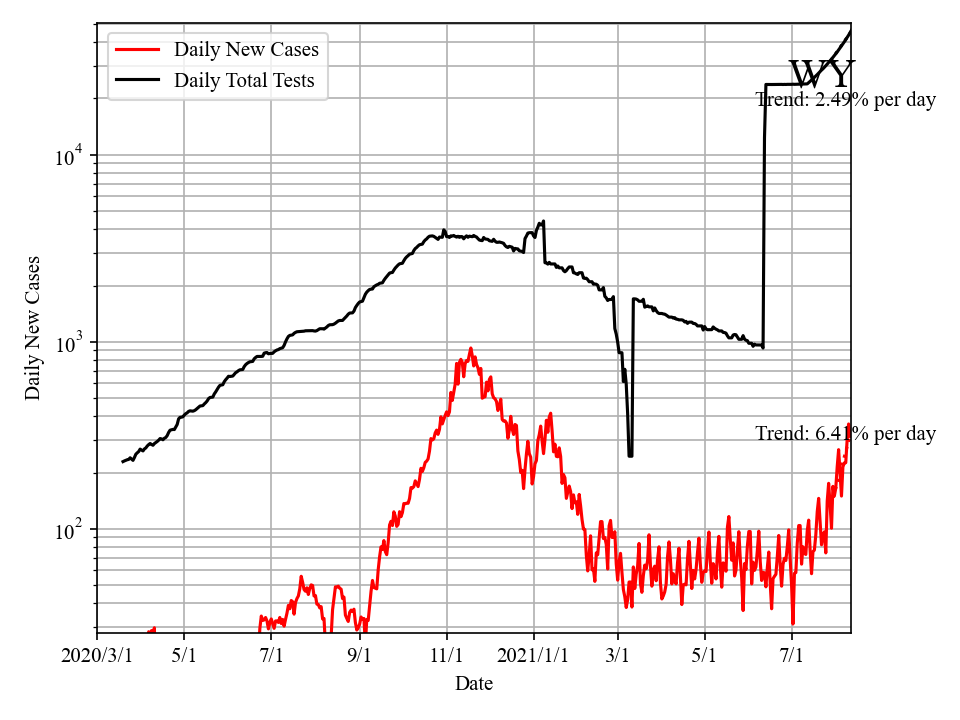 Daily New Cases
Daily Total Tests
WY
Trend: 2.49% per day
Trend: 6.41% per day
10^4
10^3
10^2
Daily New Cases
2020/3/1 5/1 7/1 9/1 11/1 2021/1/1 3/1 5/1 7/1
Date